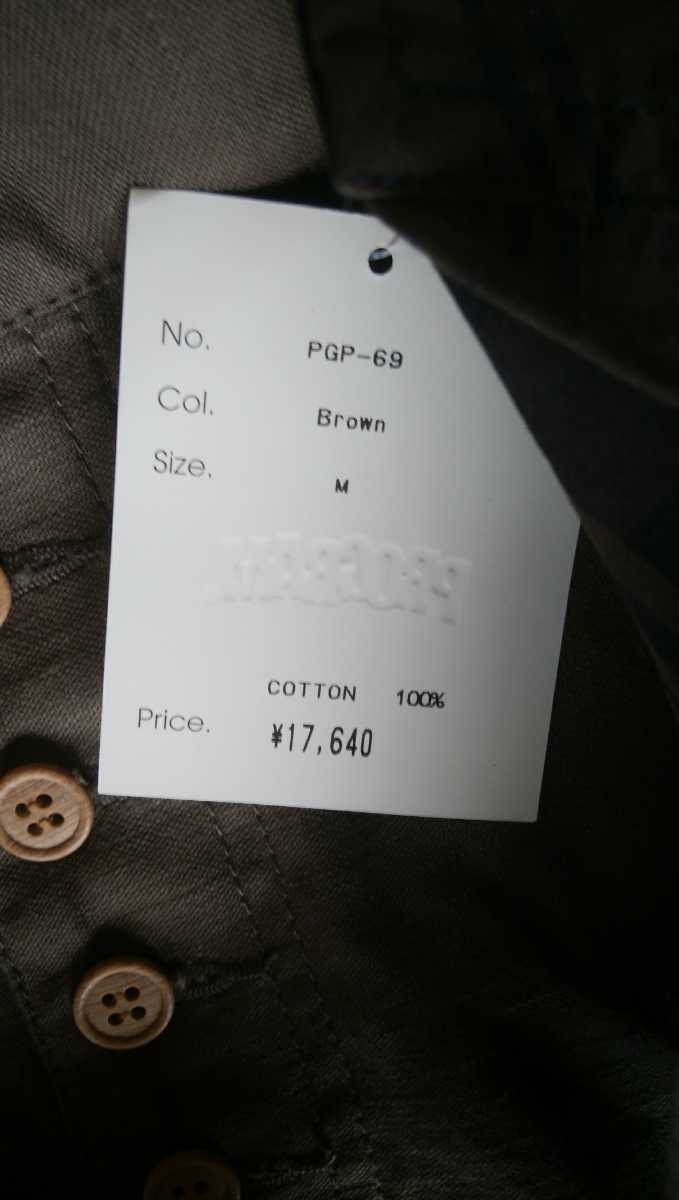 No. PGP-69
Col. Brown
Size. M
COTTON 100%
Price. ¥17,640